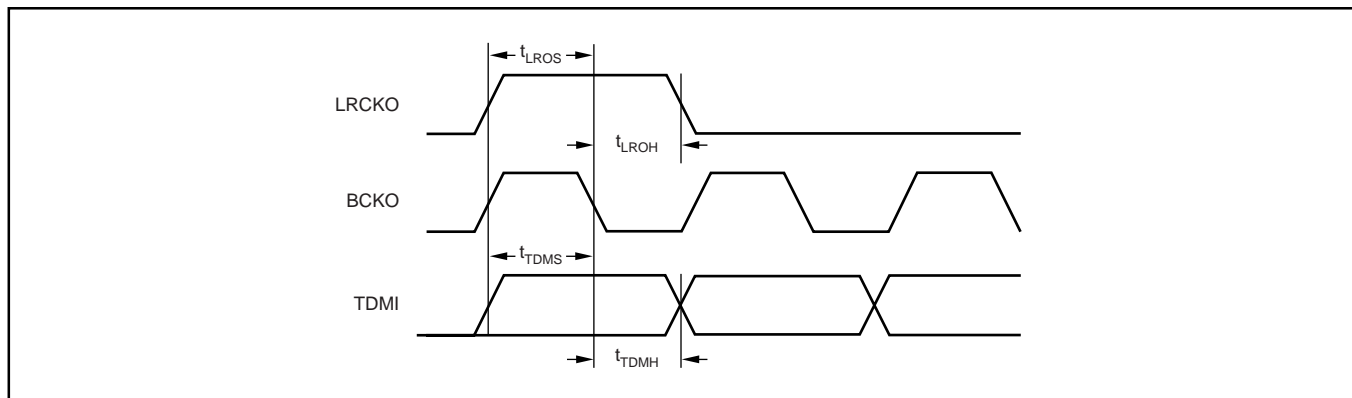 tLROS
LRCKO
tLROH
BCKO
tTDMS
TDMI
tTDMH